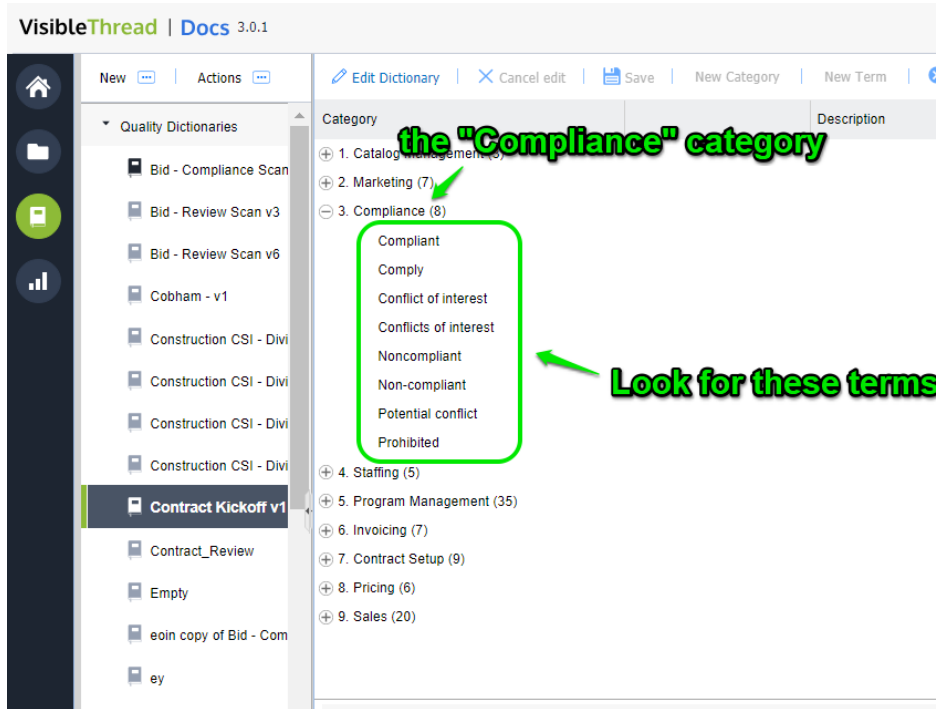 VisibleThread | Docs 3.0.1
New
Actions
Edit Dictionary
Cancel edit
Save
New Category
New Term
Quality Dictionaries
Bid - Compliance Scan
Bid - Review Scan v3
Bid - Review Scan v6
Cobham - v1
Construction CSI - Divi
Construction CSI - Divi
Construction CSI - Divi
Construction CSI - Divi
Contract Kickoff v1
Contract_Review
Empty
eoin copy of Bid - Com
ey
Category
Description
the "Compliance" category
1. Catalog Management
2. Marketing (7)
3. Compliance (8)
Compliant
Comply
Conflict of interest
Conflicts of interest
Noncompliant
Non-compliant
Potential conflict
Prohibited
Look for these terms
4. Staffing (5)
5. Program Management (35)
6. Invoicing (7)
7. Contract Setup (9)
8. Pricing (6)
9. Sales (20)